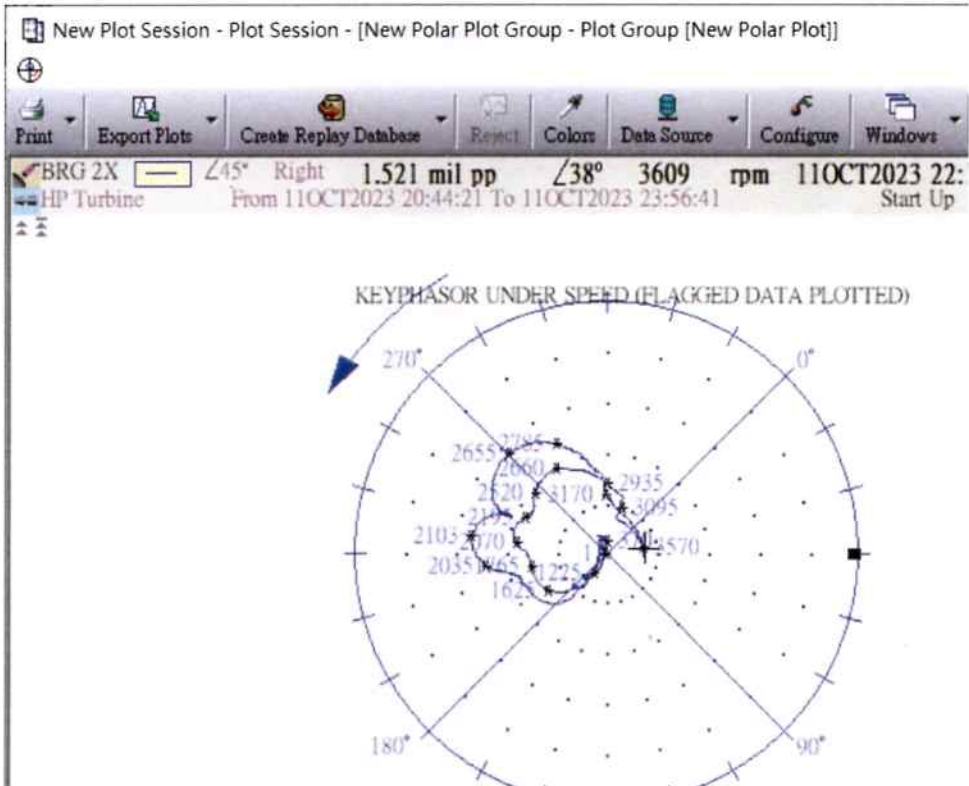 New Plot Session - Plot Session - [New Polar Plot Group - Plot Group [New Polar Plot]]
Print Export Plots Create Replay Database Reject Colors Data Source Configure Windows
BRG 2X ∠45° Right 1.521 mil pp ∠38° 3609 rpm 11OCT2023 22:
HP Turbine From 11OCT2023 20:44:21 To 11OCT2023 23:56:41 Start Up
KEYPHASOR UNDER SPEED (FLAGGED DATA PLOTTED)
270° 0°
2655 2785
2660
2520 3170 2935
2195 3095
2103 2070
1 3570
2035 1765 1225
1625
180° 90°